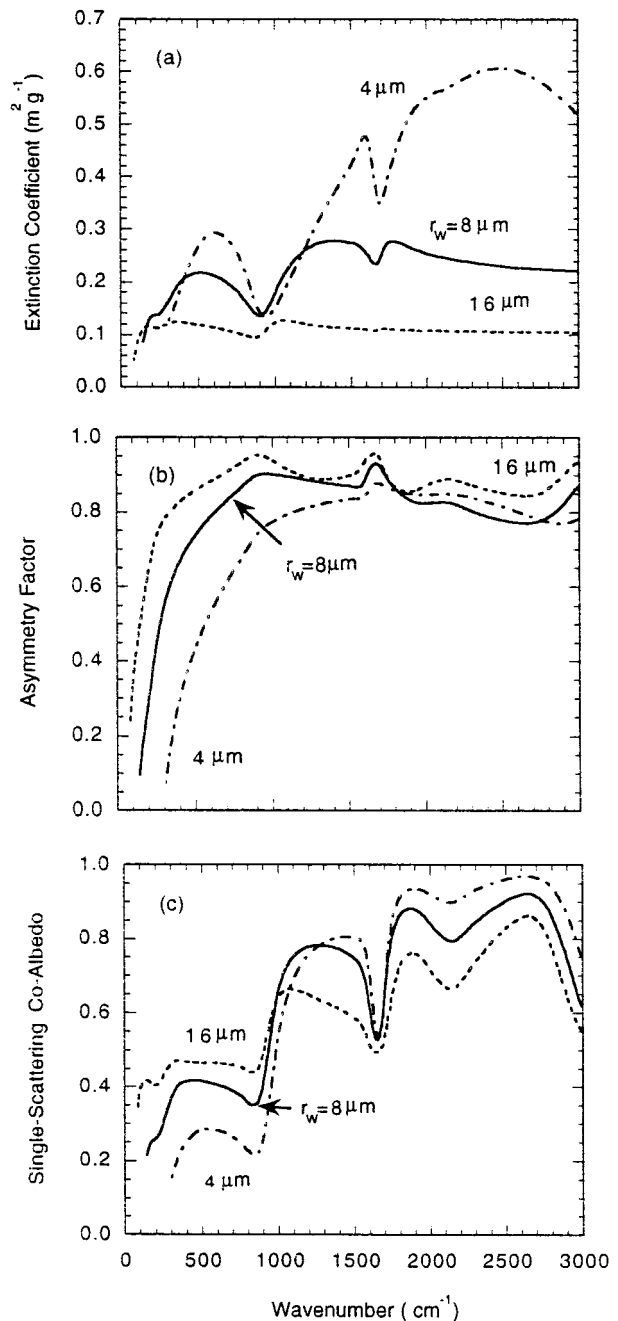 0.7
0.6
0.5
0.4
0.3
0.2
0.1
0.0
Extinction Coefficient (m² g⁻¹)
(a)
4 μm
r_w=8 μm
16 μm
1.0
0.8
0.6
0.4
0.2
0.0
Asymmetry Factor
(b)
16 μm
r_w=8μm
4 μm
1.0
0.8
0.6
0.4
0.2
0.0
Single-Scattering Co-Albedo
(c)
16 μm
r_w=8μm
4 μm
0 500 1000 1500 2000 2500 3000
Wavenumber ( cm⁻¹)